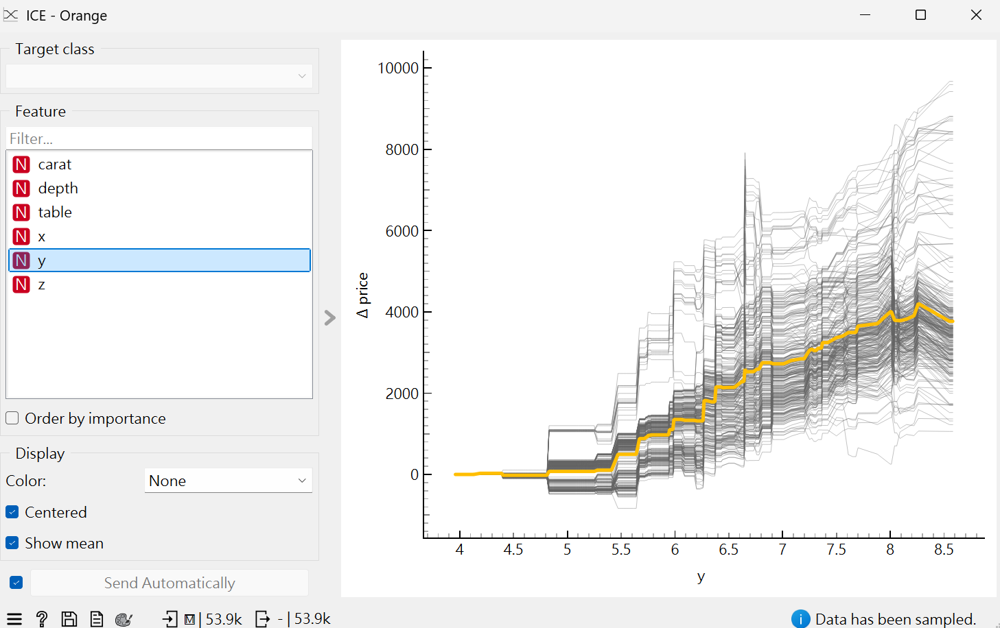 ICE - Orange
Target class
Feature
Filter...
N carat
N depth
N table
N x
N y
N z
Order by importance
Display
Color: None
Centered
Show mean
Send Automatically
? M | 53.9k - | 53.9k
i Data has been sampled.
Δ price
10000
8000
6000
4000
2000
0
4 4.5 5 5.5 6 6.5 7 7.5 8 8.5
y